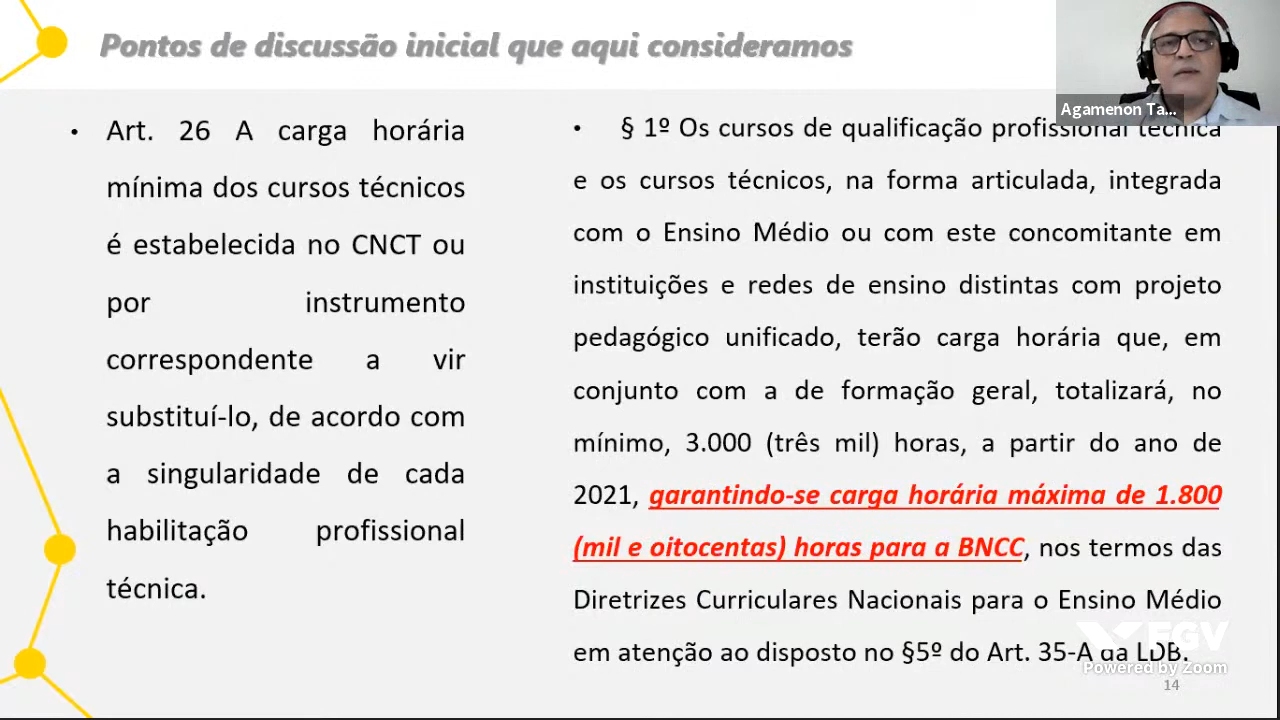 Pontos de discussão inicial que aqui consideramos
Agamenon Ta...
• Art. 26 A carga horária
mínima dos cursos técnicos
é estabelecida no CNCT ou
por instrumento
correspondente a vir
substituí-lo, de acordo com
a singularidade de cada
habilitação profissional
técnica.
• § 1º Os cursos de qualificação profissional técnica
e os cursos técnicos, na forma articulada, integrada
com o Ensino Médio ou com este concomitante em
instituições e redes de ensino distintas com projeto
pedagógico unificado, terão carga horária que, em
conjunto com a de formação geral, totalizará, no
mínimo, 3.000 (três mil) horas, a partir do ano de
2021, garantindo-se carga horária máxima de 1.800
(mil e oitocentas) horas para a BNCC, nos termos das
Diretrizes Curriculares Nacionais para o Ensino Médio
em atenção ao disposto no §5º do Art. 35-A da LDB.
FGV
Powered by Zoom
14